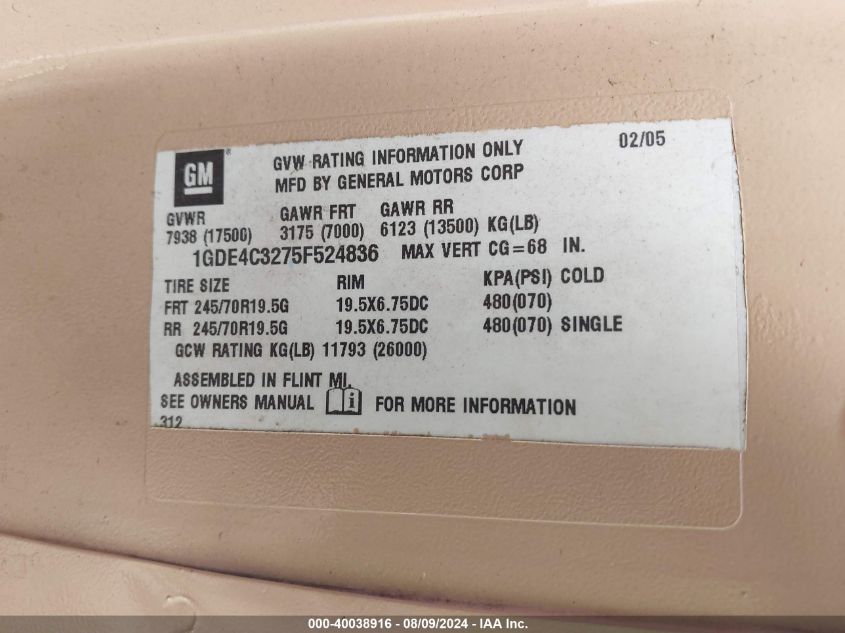 GM®
GVW RATING INFORMATION ONLY
02/05
MFD BY GENERAL MOTORS CORP
GVWR GAWR FRT GAWR RR
7938 (17500) 3175 (7000) 6123 (13500) KG(LB)
1GDE4C3275F524836 MAX VERT CG=68 IN.
TIRE SIZE RIM KPA(PSI) COLD
FRT 245/70R19.5G 19.5X6.75DC 480(070)
RR 245/70R19.5G 19.5X6.75DC 480(070) SINGLE
GCW RATING KG(LB) 11793 (26000)
ASSEMBLED IN FLINT MI.
SEE OWNERS MANUAL i FOR MORE INFORMATION
312
000-40038916 - 08/09/2024 - IAA Inc.